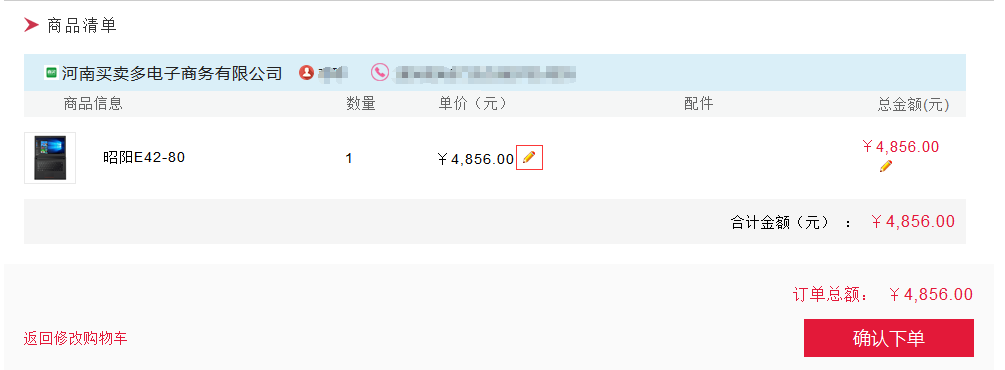 商品清单
河南买卖多电子商务有限公司
商品信息 数量 单价（元） 配件 总金额(元)
昭阳E42-80 1 ￥4,856.00 ￥4,856.00
合计金额（元） ： ￥4,856.00
订单总额： ￥4,856.00
返回修改购物车 确认下单